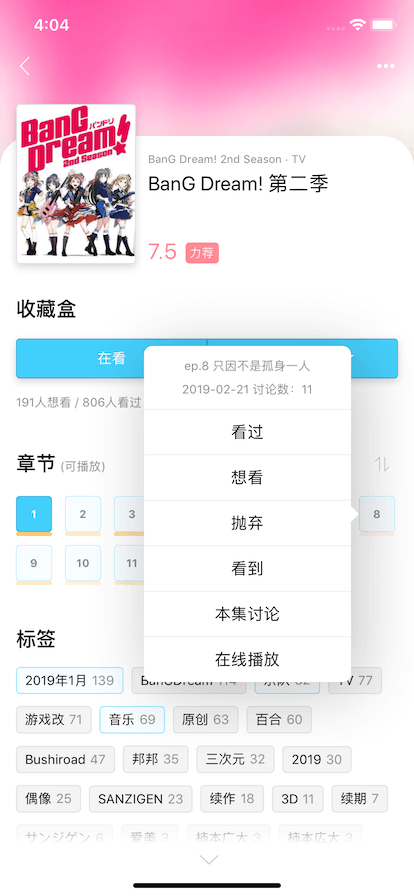 4:04
BanG Dream!
バンドリ
2nd Season
BanG Dream! 2nd Season · TV
BanG Dream! 第二季
7.5 力荐
收藏盒
在看
191人想看 / 806人看过
ep.8 只因不是孤身一人
2019-02-21 讨论数：11
看过
想看
抛弃
看到
本集讨论
在线播放
章节 (可播放)
1 2 3 8
9 10 11
标签
2019年1月 139 BanGDream 77
游戏改 71 音乐 69 原创 63 百合 60
Bushiroad 47 邦邦 35 三次元 32 2019 30
偶像 25 SANZIGEN 23 续作 18 3D 11 续期 7
サンジゲン 6 爱美 3 柿本广大 3 柿本広大 3